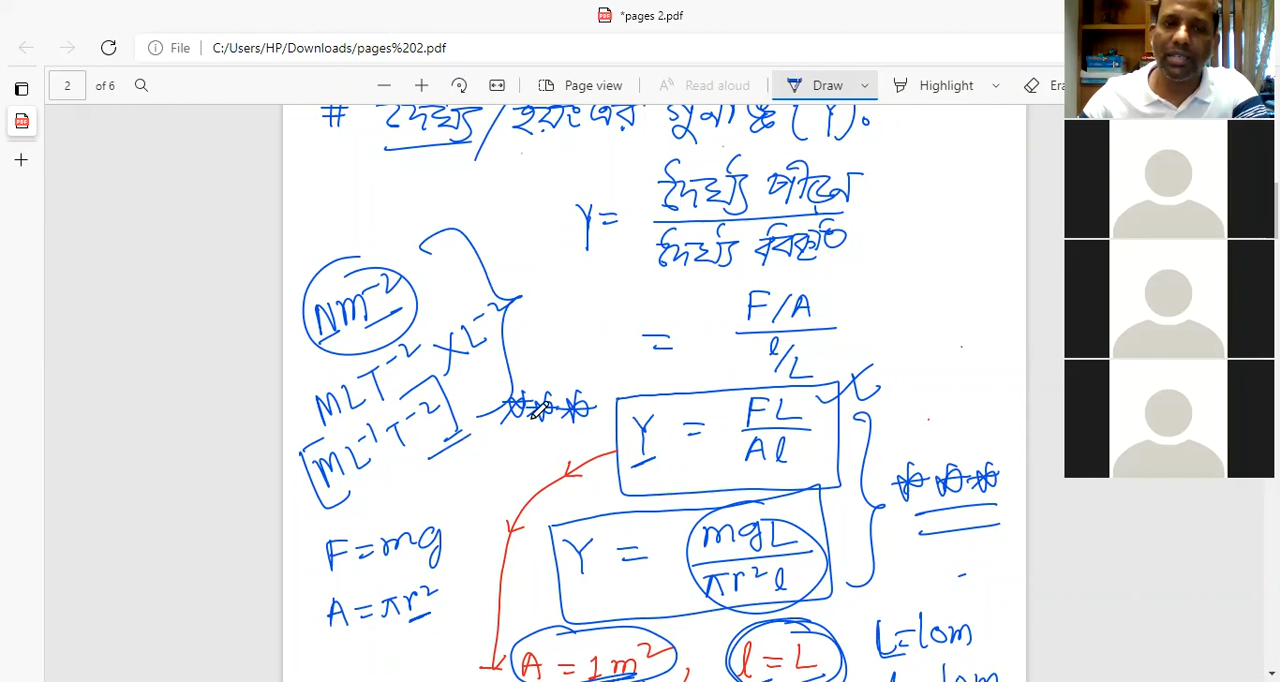 *pages 2.pdf
File C:/Users/HP/Downloads/pages%202.pdf
2 of 6 Page view Read aloud Draw Highlight Era
# দৈর্ঘ্য / ইয়ং এর গুনাঙ্ক (Y).
Y = দৈর্ঘ্য পীড়ন
দৈর্ঘ্য বিকৃতি
Nm⁻²
= F/A
l/L
MLT⁻² × L⁻²
ML⁻¹T⁻²
Y = FL
Al
F = mg
Y = mgL
πr²l
A = πr²
A = 1m², l = L
L = 10m